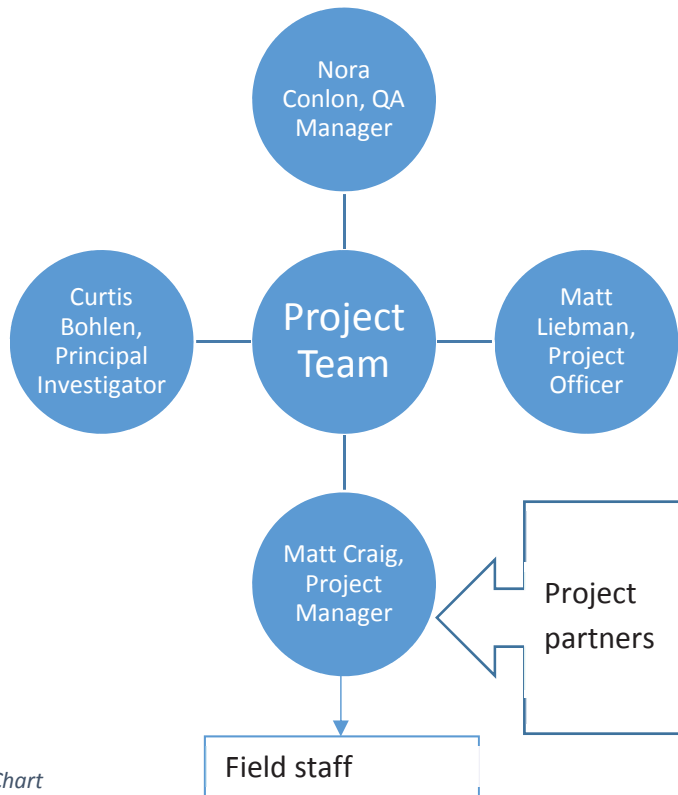 Nora
Conlon, QA
Manager
Curtis
Bohlen,
Principal
Investigator
Project
Team
Matt
Liebman,
Project
Officer
Matt Craig,
Project
Manager
Project
partners
Field staff
Chart